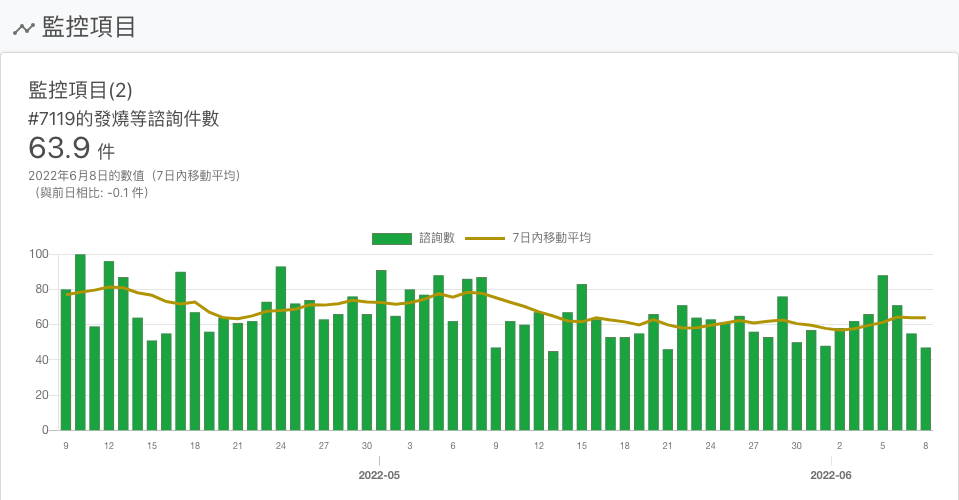 監控項目
監控項目(2)
#7119的發燒等諮詢件數
63.9 件
2022年6月8日的數值（7日內移動平均）
（與前日相比: -0.1 件）
諮詢數 7日內移動平均
100
80
60
40
20
0
9 12 15 18 21 24 27 30 3 6 9 12 15 18 21 24 27 30 2 5 8
2022-05 2022-06